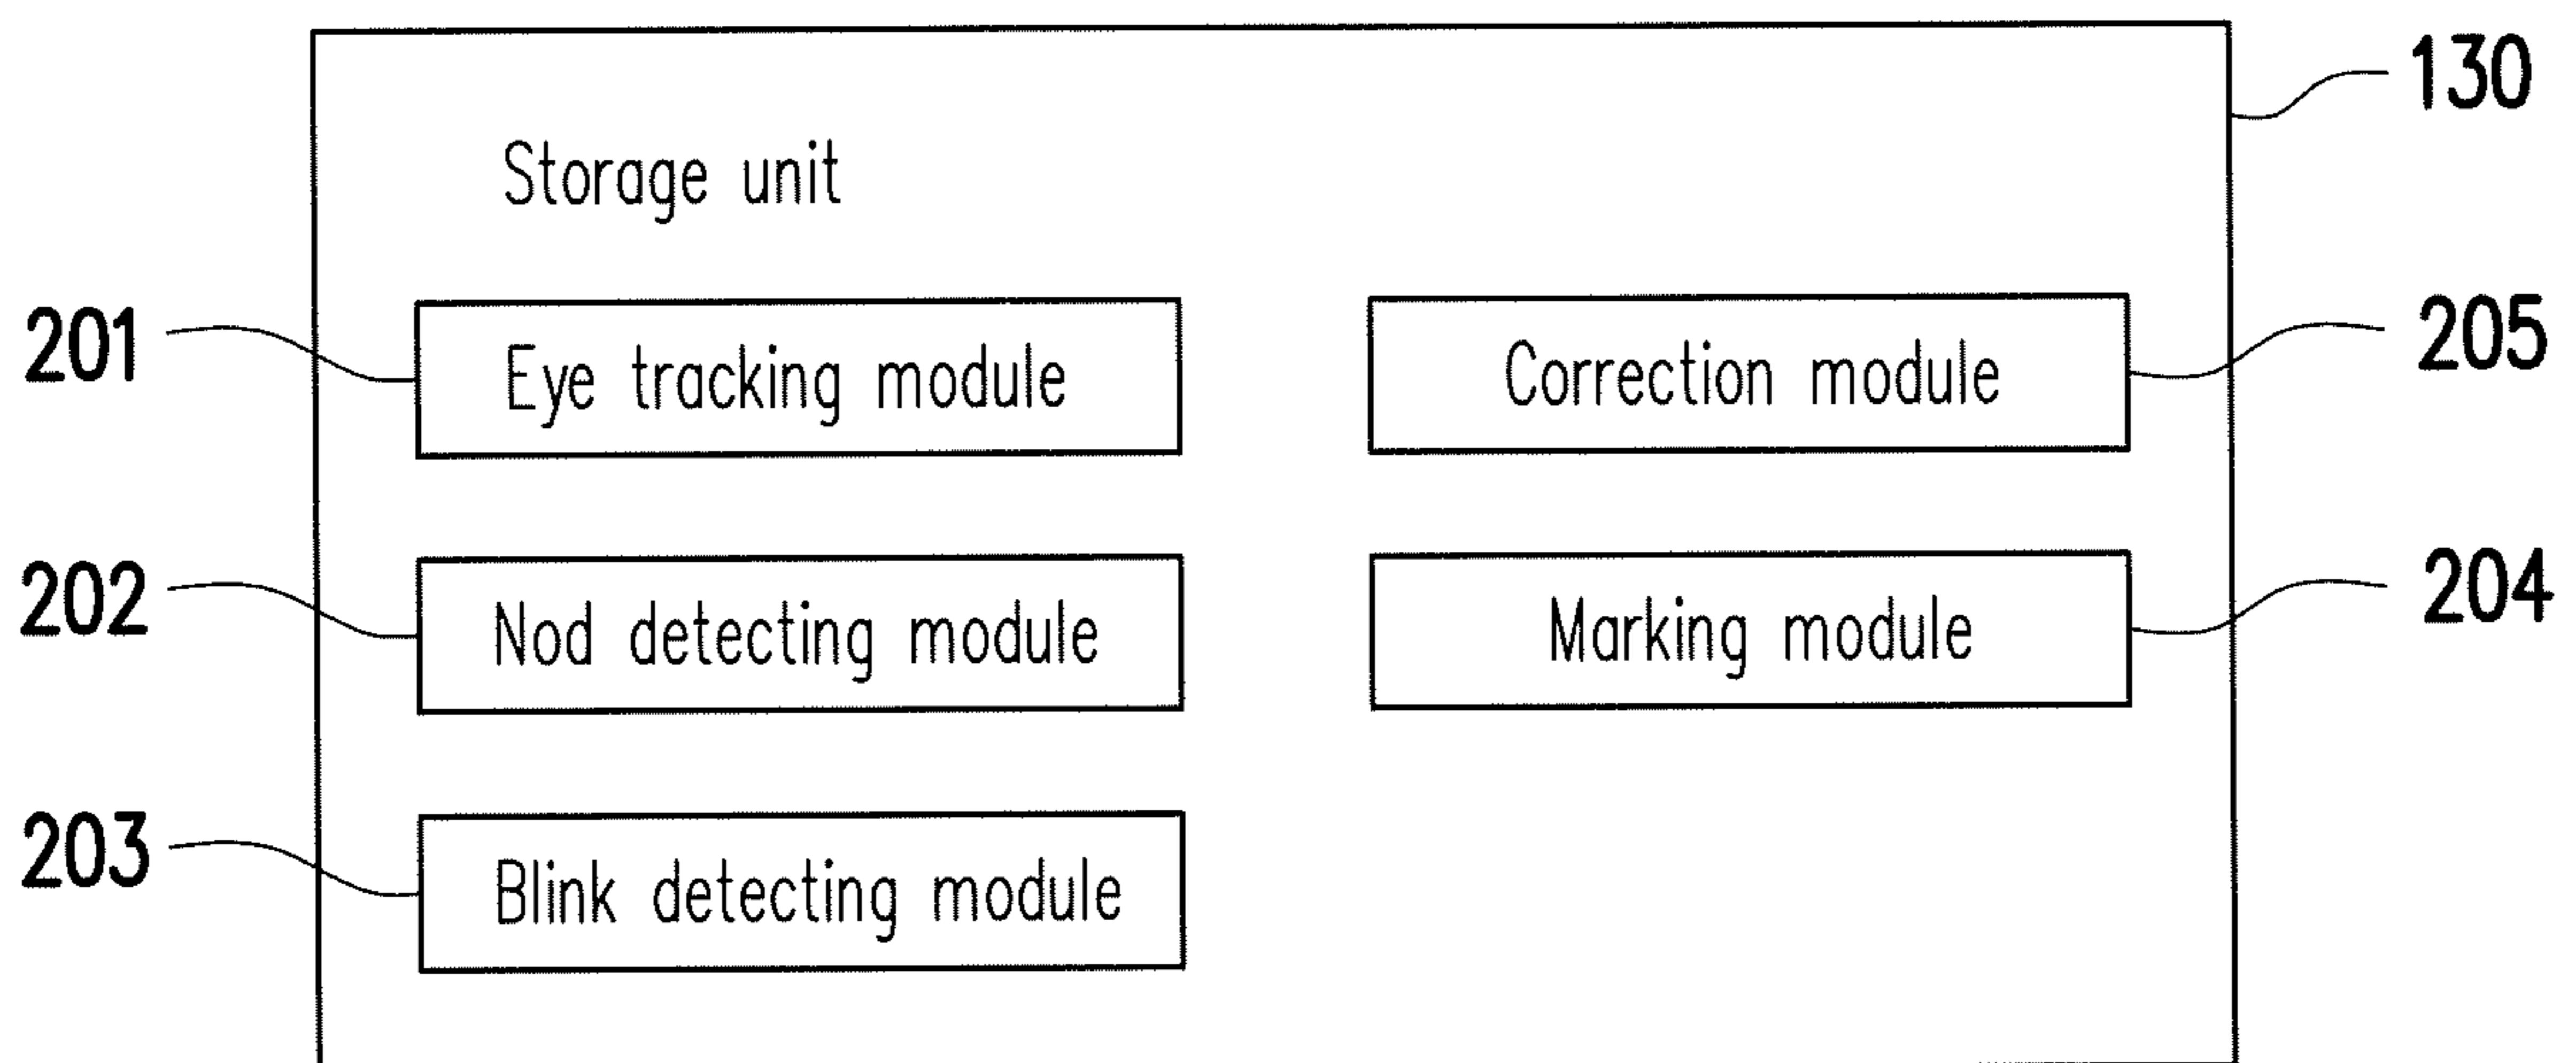 130
Storage unit
201
Eye tracking module
Correction module
205
202
Nod detecting module
Marking module
204
203
Blink detecting module